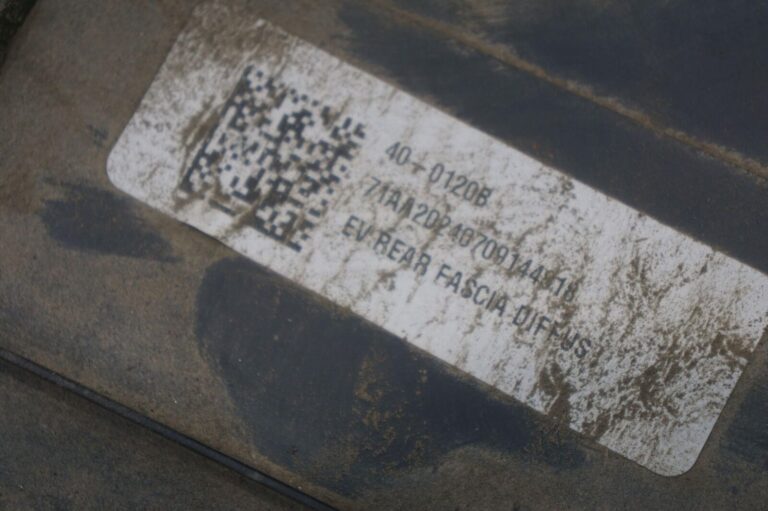 40-0120B
71AA20240709144818
EV REAR FASCIA DIFFUS